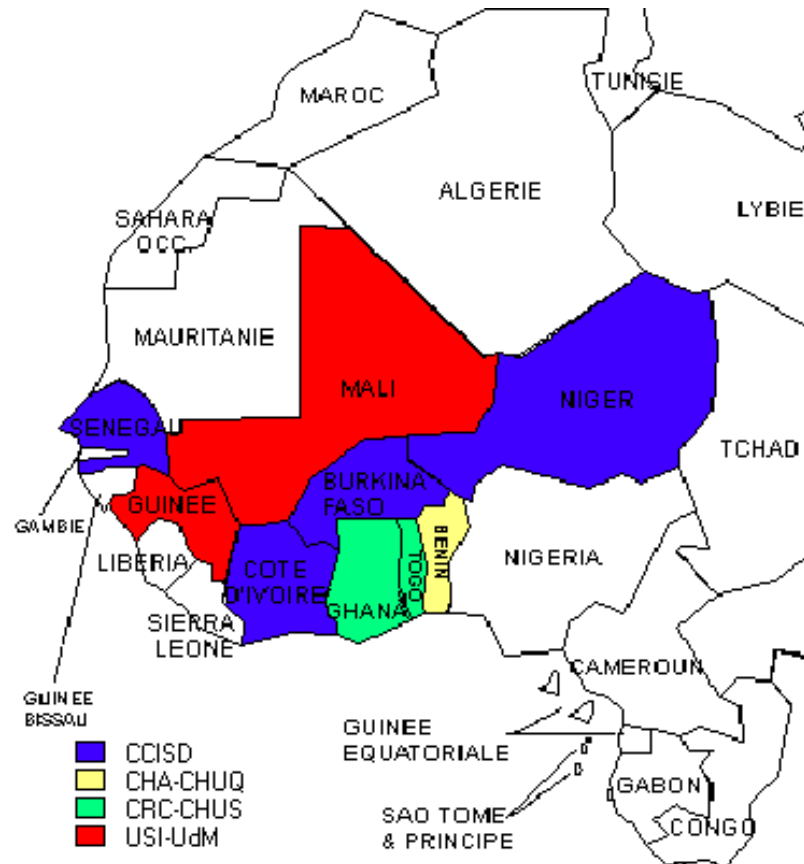 TUNISIE
MAROC
ALGERIE
LYBIE
SAHARA
OCC.
MAURITANIE
MALI
NIGER
SENEGAL
TCHAD
BURKINA
FASO
GUINEE
GAMBIE
BENIN
NIGERIA
LIBERIA
COTE
D'IVOIRE
TOGO
GHANA
SIERRA
LEONE
CAMEROUN
GUINEE
BISSAU
GUINEE
EQUATORIALE
CCISD
CHA-CHUQ
CRC-CHUS
USI-UdM
GABON
SAO TOME
& PRINCIPE
CONGO